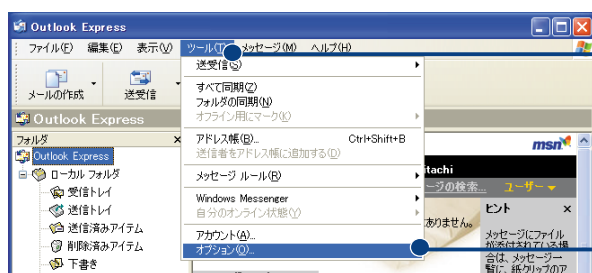 Outlook Express
ファイル(F) 編集(E) 表示(V) ツール(T) メッセージ(M) ヘルプ(H)
メールの作成 送受信
送受信(S)
すべて同期(Z)
フォルダの同期(N)
オフライン用にマーク(K)
アドレス帳(B)... Ctrl+Shift+B
送信者をアドレス帳に追加する(D)
メッセージ ルール(R)
Windows Messenger
自分のオンライン状態(Y)
アカウント(A)...
オプション(O)...
Outlook Express
フォルダ ×
Outlook Express
ローカル フォルダ
受信トレイ
送信トレイ
送信済みアイテム
削除済みアイテム
下書き
msn
itachi
ージの検索... ユーザー
ありません。
ヒント ×
メッセージにファイル
が添付されている場
合は、メッセージ一
覧に、紙クリップのア